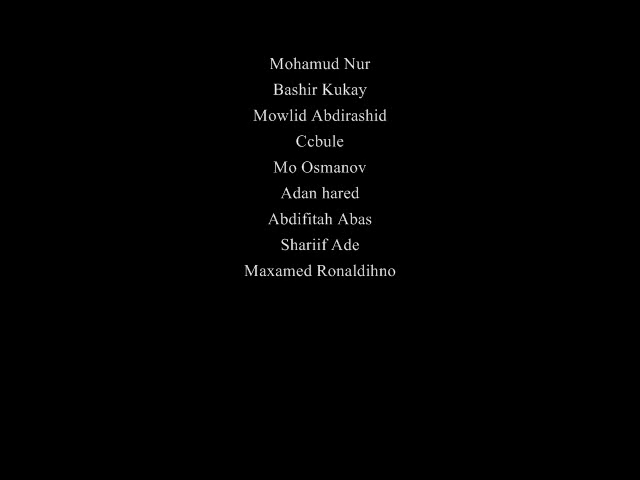 Mohamud Nur
Bashir Kukay
Mowlid Abdirashid
Ccbule
Mo Osmanov
Adan hared
Abdifitah Abas
Shariif Ade
Maxamed Ronaldihno